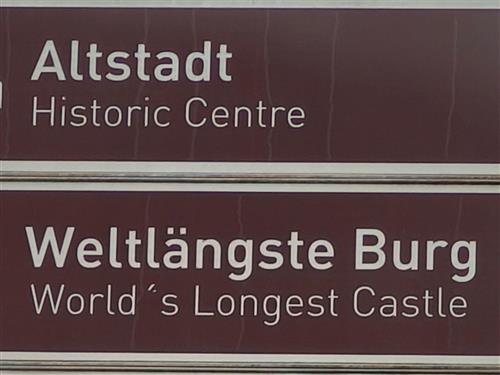 Altstadt
Historic Centre
Weltlängste Burg
World´s Longest Castle